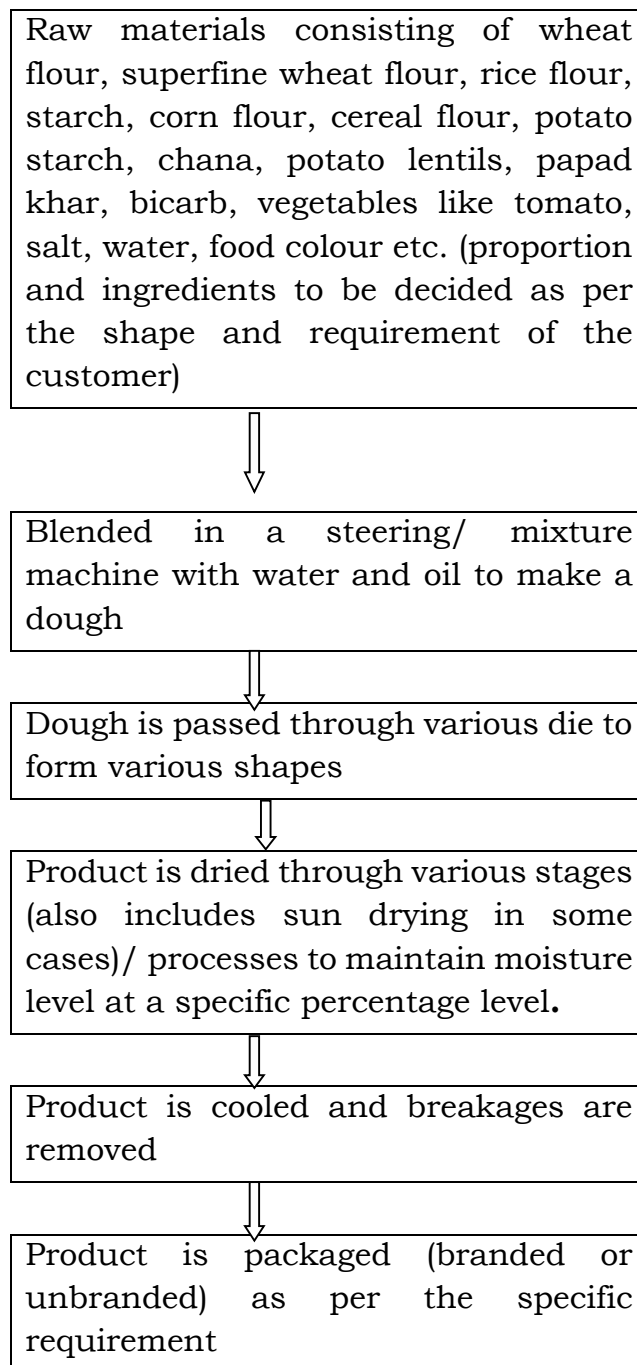 Raw materials consisting of wheat
flour, superfine wheat flour, rice flour,
starch, corn flour, cereal flour, potato
starch, chana, potato lentils, papad
khar, bicarb, vegetables like tomato,
salt, water, food colour etc. (proportion
and ingredients to be decided as per
the shape and requirement of the
customer)
Blended in a steering/ mixture
machine with water and oil to make a
dough
Dough is passed through various die to
form various shapes
Product is dried through various stages
(also includes sun drying in some
cases)/ processes to maintain moisture
level at a specific percentage level.
Product is cooled and breakages are
removed
Product is packaged (branded or
unbranded) as per the specific
requirement